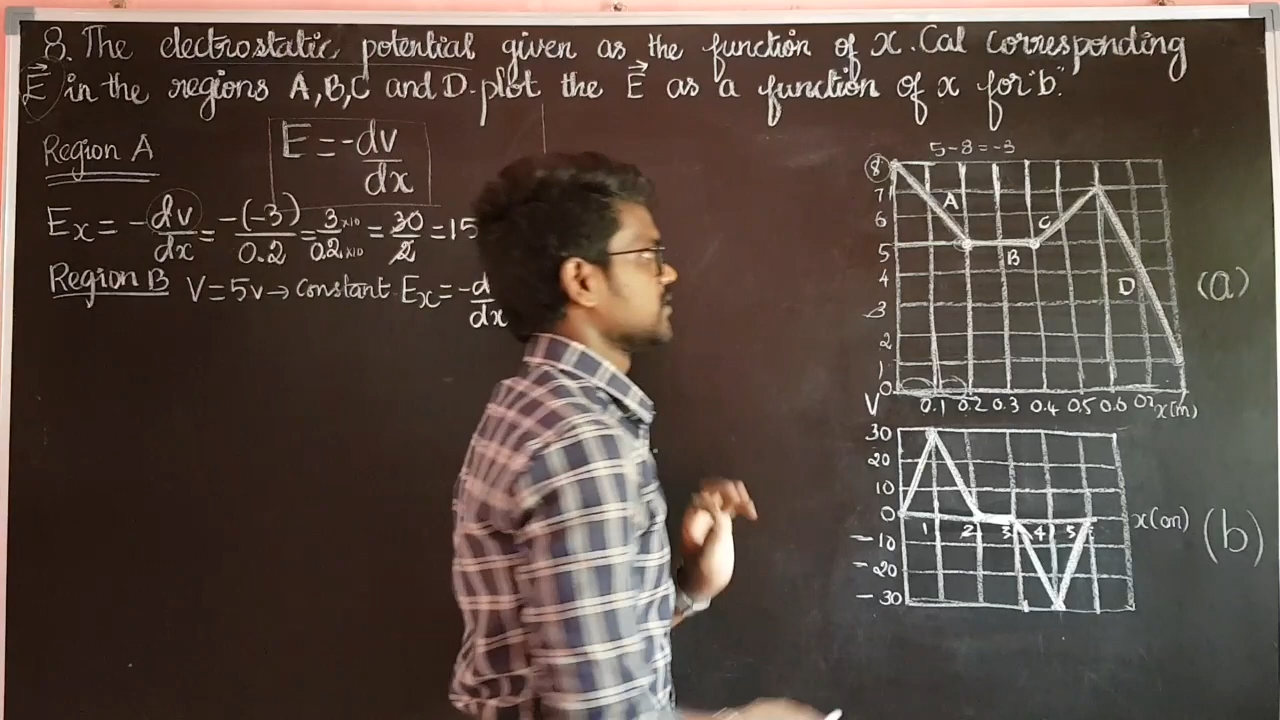 8. The electrostatic potential given as the function of x. Cal corresponding
E⃗ in the regions A, B, C and D. plot the E⃗ as a function of x for "b".
Region A
E = -dv/dx
Ex = -dv/dx = -(-3)/0.2 = 3×10/0.2×10 = 30/2 = 15
Region B V = 5v → constant. Ex = -d/dx
5-8=-3
8
7
6
5
4
3
2
1
0
A
B
C
D
(a)
V 0.1 0.2 0.3 0.4 0.5 0.6 x(m)
30
20
10
0
-10
-20
-30
1 2 3 4 5
x(cm)
(b)